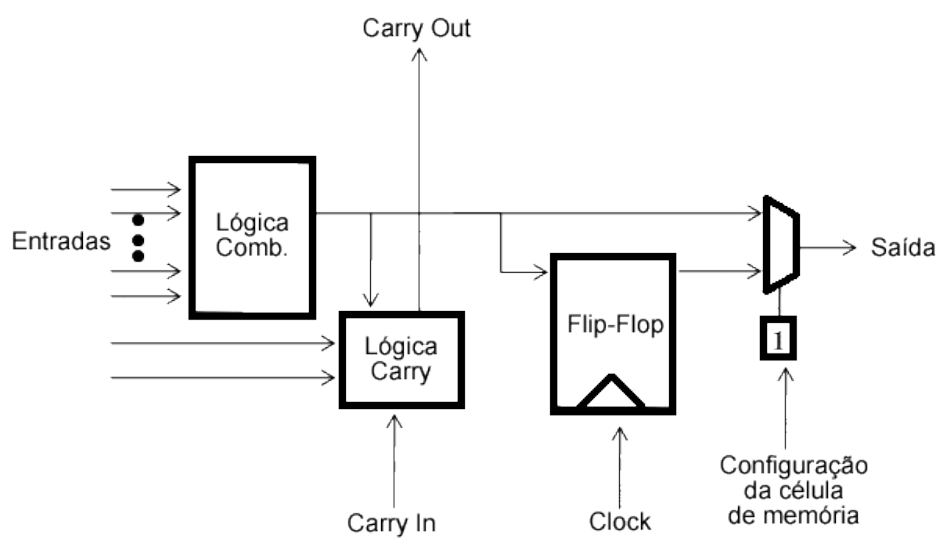 Carry Out
Entradas
Lógica
Comb.
Saída
Flip-Flop
Lógica
Carry
1
Configuração
da célula
de memória
Carry In
Clock